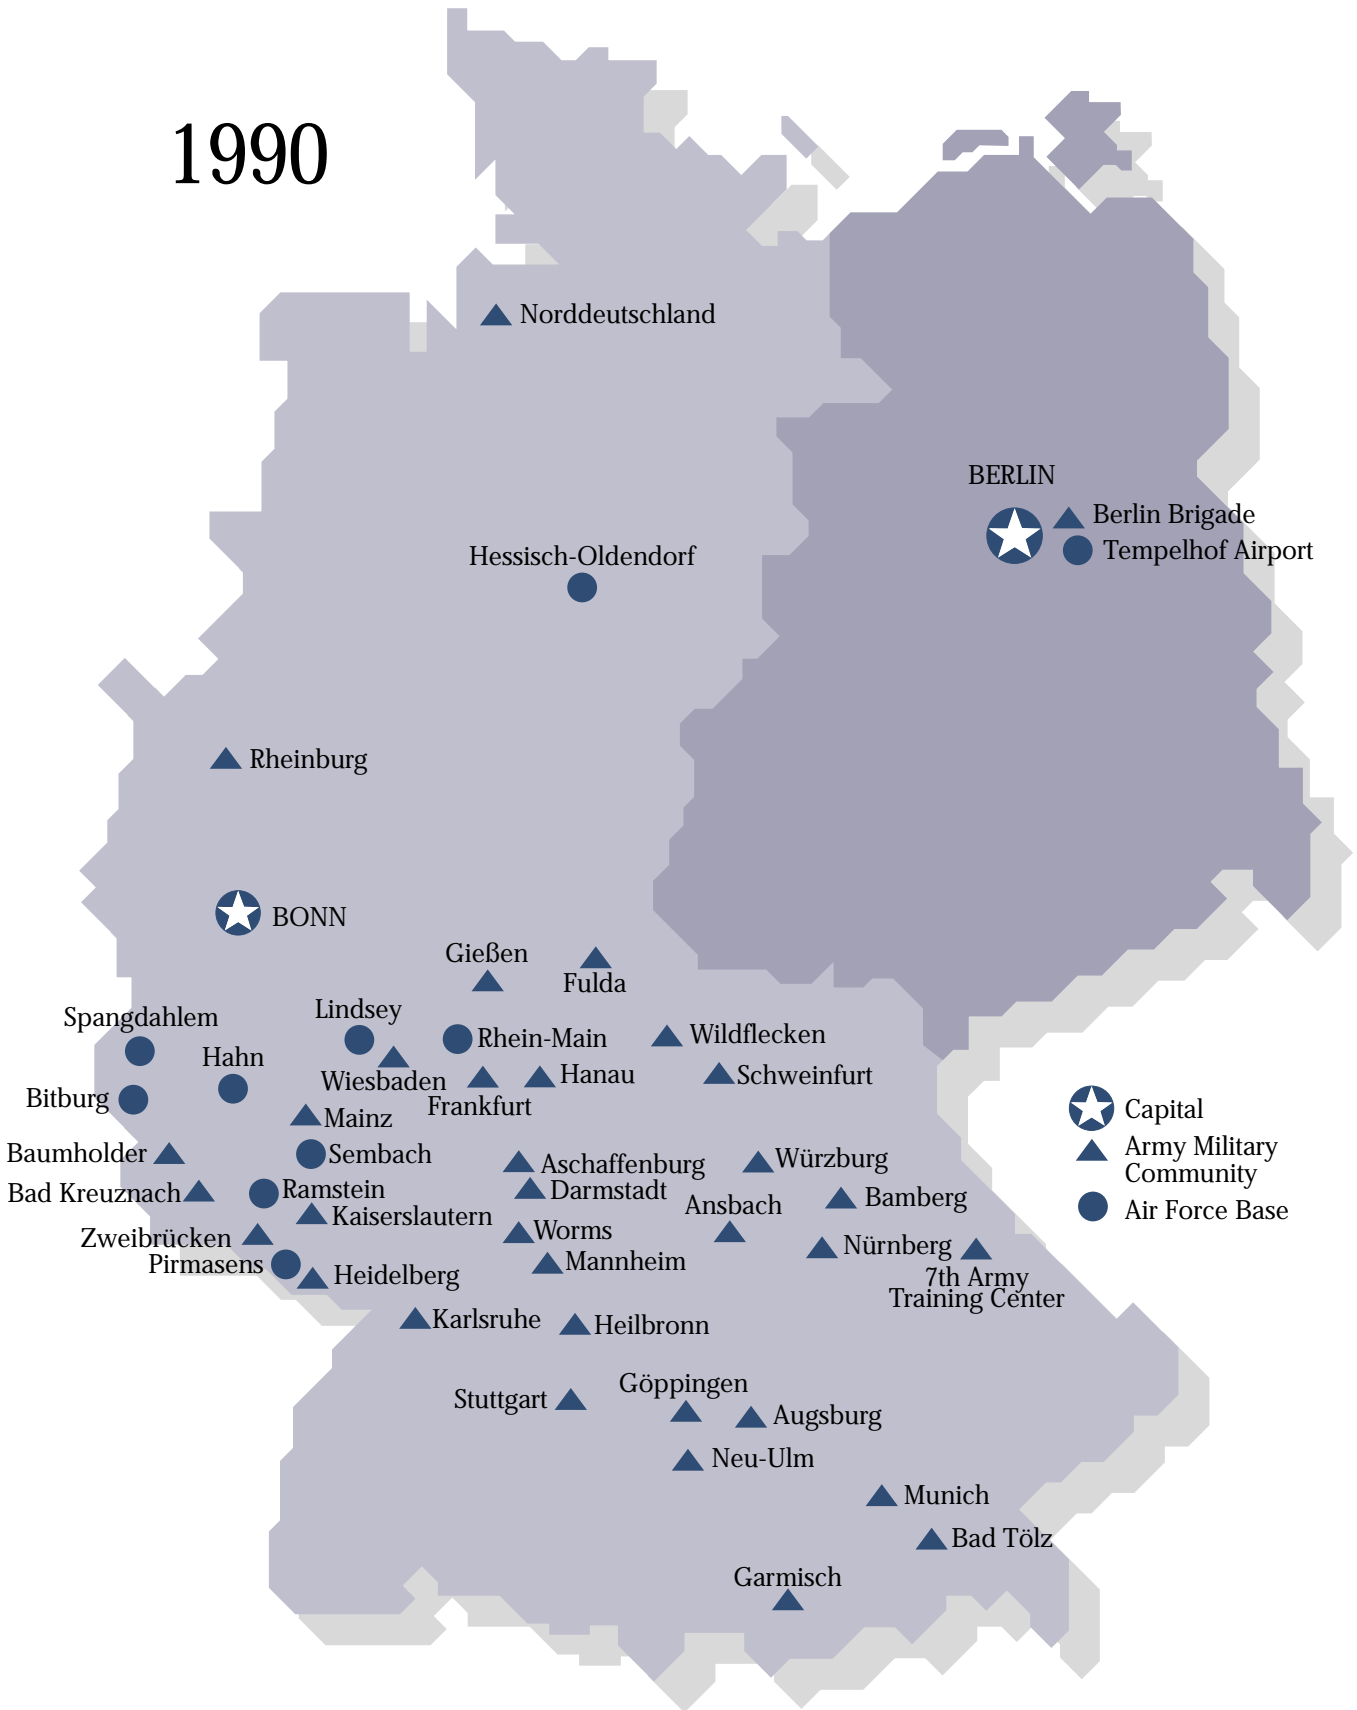 1990
Norddeutschland
BERLIN
Berlin Brigade
Tempelhof Airport
Hessisch-Oldendorf
Rheinburg
BONN
Gießen
Fulda
Lindsey
Spangdahlem
Rhein-Main
Wildflecken
Hahn
Wiesbaden
Hanau
Schweinfurt
Bitburg
Frankfurt
Mainz
Capital
Army Military
Community
Air Force Base
Baumholder
Sembach
Aschaffenburg
Würzburg
Bad Kreuznach
Ramstein
Darmstadt
Bamberg
Kaiserslautern
Ansbach
Zweibrücken
Worms
Nürnberg
Pirmasens
Mannheim
Heidelberg
7th Army
Training Center
Karlsruhe
Heilbronn
Göppingen
Stuttgart
Augsburg
Neu-Ulm
Munich
Bad Tölz
Garmisch